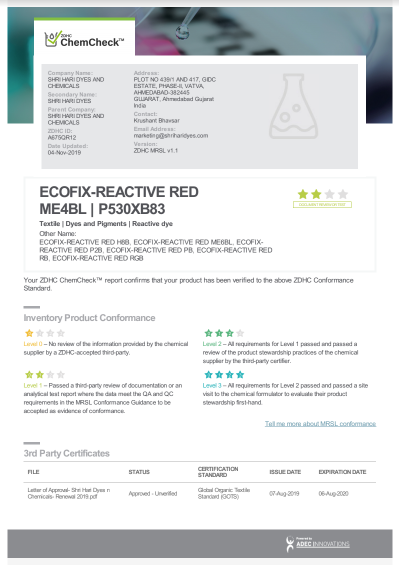 ZDHC
ChemCheck™
Company Name:
SHRI HARI DYES AND
CHEMICALS
Secondary Name:
SHRI HARI DYES
Parent Company:
SHRI HARI DYES AND
CHEMICALS
ZDHC ID:
A675QR12
Date Updated:
04-Nov-2019
Address:
PLOT NO 439/1 AND 417, GIDC
ESTATE, PHASE-II, VATVA,
AHMEDABAD-382445
GUJARAT, Ahmedabad Gujarat
India
Contact:
Krushant Bhavsar
Email Address:
marketing@shriharidyes.com
Version:
ZDHC MRSL v1.1
ECOFIX-REACTIVE RED
ME4BL | P530XB83
Textile | Dyes and Pigments | Reactive dye
Other Name:
ECOFIX-REACTIVE RED H8B, ECOFIX-REACTIVE RED ME6BL, ECOFIX-
REACTIVE RED P2B, ECOFIX-REACTIVE RED PB, ECOFIX-REACTIVE RED
RB, ECOFIX-REACTIVE RED RGB
Your ZDHC ChemCheck™ report confirms that your product has been verified to the above ZDHC Conformance
Standard.
Inventory Product Conformance
Level 0 – No review of the information provided by the chemical
supplier by a ZDHC-accepted third-party.
Level 1 – Passed a third-party review of documentation or an
analytical test report where the data meet the QA and QC
requirements in the MRSL Conformance Guidance to be
accepted as evidence of conformance.
Level 2 – All requirements for Level 1 passed and passed a
review of the product stewardship practices of the chemical
supplier by the third-party certifier.
Level 3 – All requirements for Level 2 passed and passed a site
visit to the chemical formulator to evaluate their product
stewardship first-hand.
Tell me more about MRSL conformance
3rd Party Certificates
FILE STATUS CERTIFICATION STANDARD ISSUE DATE EXPIRATION DATE
Letter of Approval- Shri Hari Dyes n
Chemicals- Renewal 2019.pdf
Approved - Unverified
Global Organic Textile
Standard (GOTS)
07-Aug-2019
06-Aug-2020
Powered by
ADEC INNOVATIONS